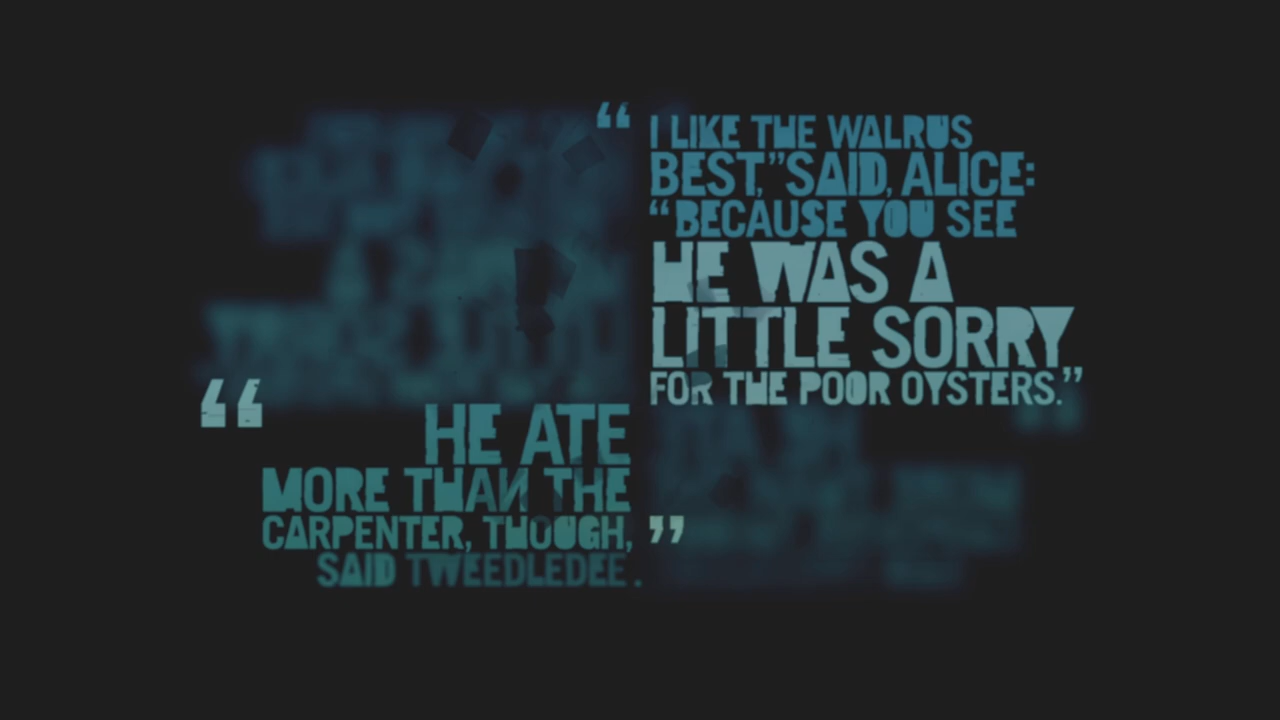 “ I LIKE THE WALRUS
BEST,” SAID, ALICE:
“ BECAUSE YOU SEE
HE WAS A
LITTLE SORRY
FOR THE POOR OYSTERS.”
“ HE ATE
MORE THAN THE
CARPENTER, THOUGH, ”
SAID TWEEDLEDEE.